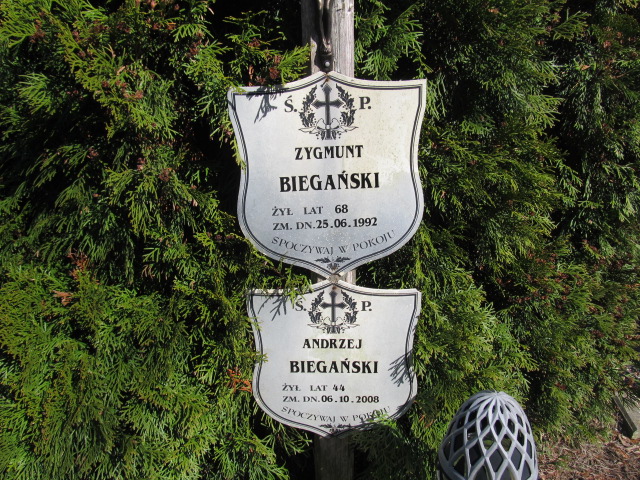 Ś. P.
ZYGMUNT
BIEGAŃSKI
ŻYŁ LAT 68
ZM. DN. 25.06.1992
SPOCZYWAJ W POKOJU
Ś. P.
ANDRZEJ
BIEGAŃSKI
ŻYŁ LAT 44
ZM. DN. 06.10.2008
SPOCZYWAJ W POKOJU